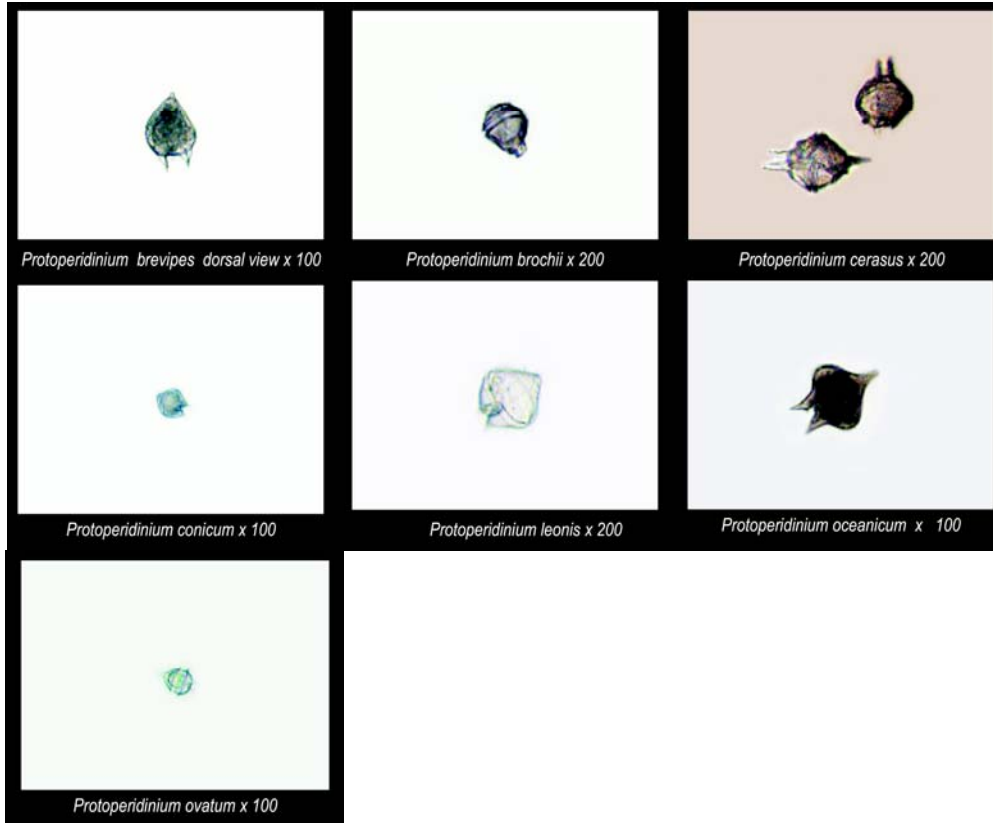 Protoperidinium brevipes dorsal view x 100
Protoperidinium brochii x 200
Protoperidinium cerasus x 200
Protoperidinium conicum x 100
Protoperidinium leonis x 200
Protoperidinium oceanicum x 100
Protoperidinium ovatum x 100